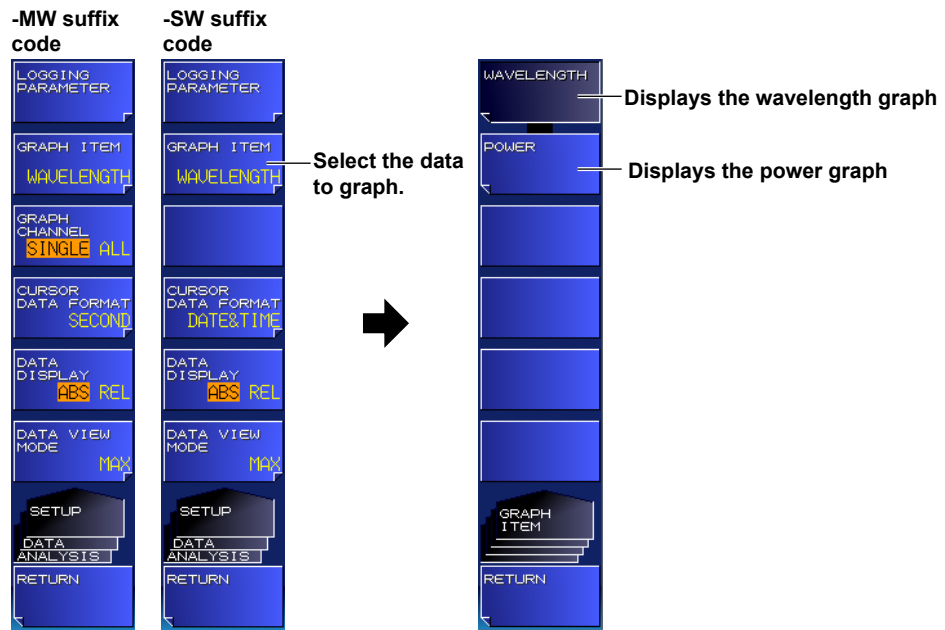 -MW suffix
code
LOGGING
PARAMETER
GRAPH ITEM
WAVELENGTH
GRAPH
CHANNEL
SINGLE ALL
CURSOR
DATA FORMAT
SECOND
DATA
DISPLAY
ABS REL
DATA VIEW
MODE
MAX
SETUP
DATA
ANALYSIS
RETURN
-SW suffix
code
LOGGING
PARAMETER
GRAPH ITEM
WAVELENGTH
Select the data
to graph.
CURSOR
DATA FORMAT
DATE&TIME
DATA
DISPLAY
ABS REL
DATA VIEW
MODE
MAX
SETUP
DATA
ANALYSIS
RETURN
WAVELENGTH
Displays the wavelength graph
POWER
Displays the power graph
GRAPH
ITEM
RETURN